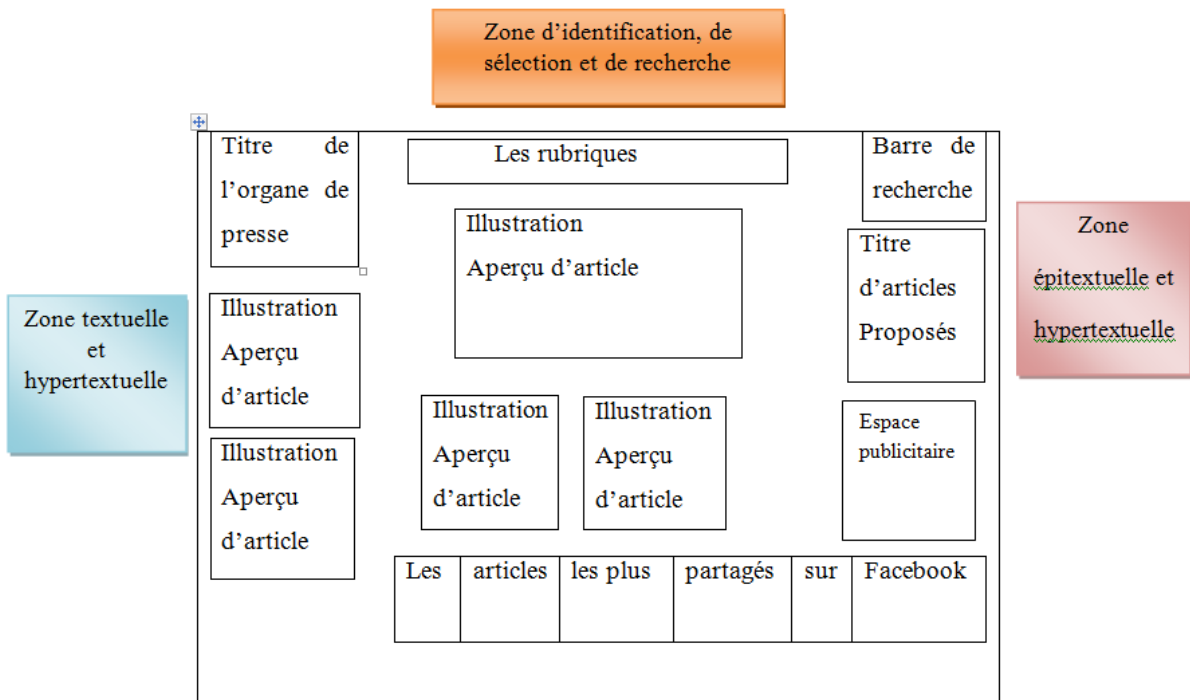 Zone d’identification, de
sélection et de recherche
Titre de
l’organe de
presse
Les rubriques
Barre de
recherche
Illustration
Aperçu d’article
Titre
d’articles
Proposés
Zone
épitextuelle et
hypertextuelle
Zone textuelle
et
hypertextuelle
Illustration
Aperçu
d’article
Illustration
Aperçu
d’article
Illustration
Aperçu
d’article
Espace
publicitaire
Illustration
Aperçu
d’article
Les articles les plus partagés sur Facebook